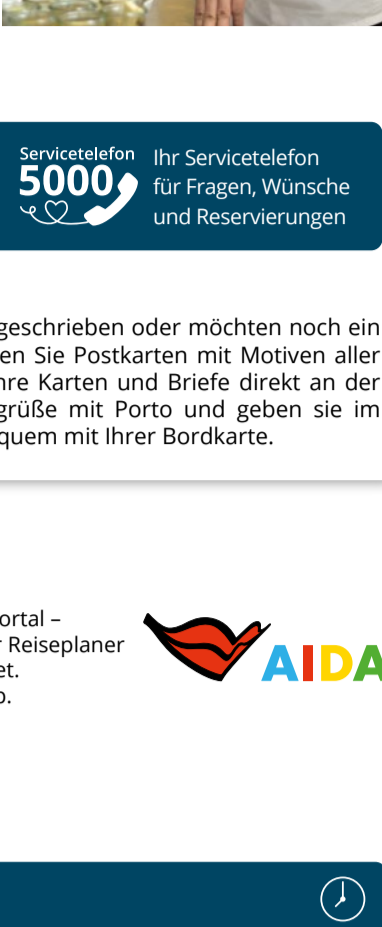 Servicetelefon
5000
Ihr Servicetelefon
für Fragen, Wünsche
und Reservierungen
geschrieben oder möchten noch ein
en Sie Postkarten mit Motiven aller
hre Karten und Briefe direkt an der
grüße mit Porto und geben sie im
quem mit Ihrer Bordkarte.
ortal –
r Reiseplaner
et.
o.
AIDA